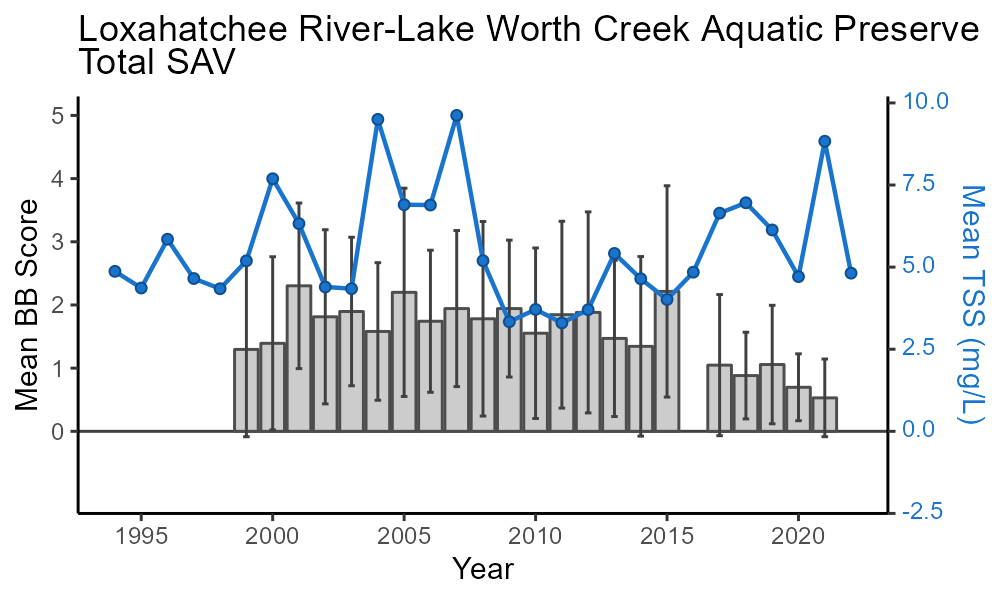 Loxahatchee River-Lake Worth Creek Aquatic Preserve
Total SAV
5
4
3
2
1
0
Mean BB Score
10.0
7.5
5.0
2.5
0.0
-2.5
Mean TSS (mg/L)
1995 2000 2005 2010 2015 2020
Year